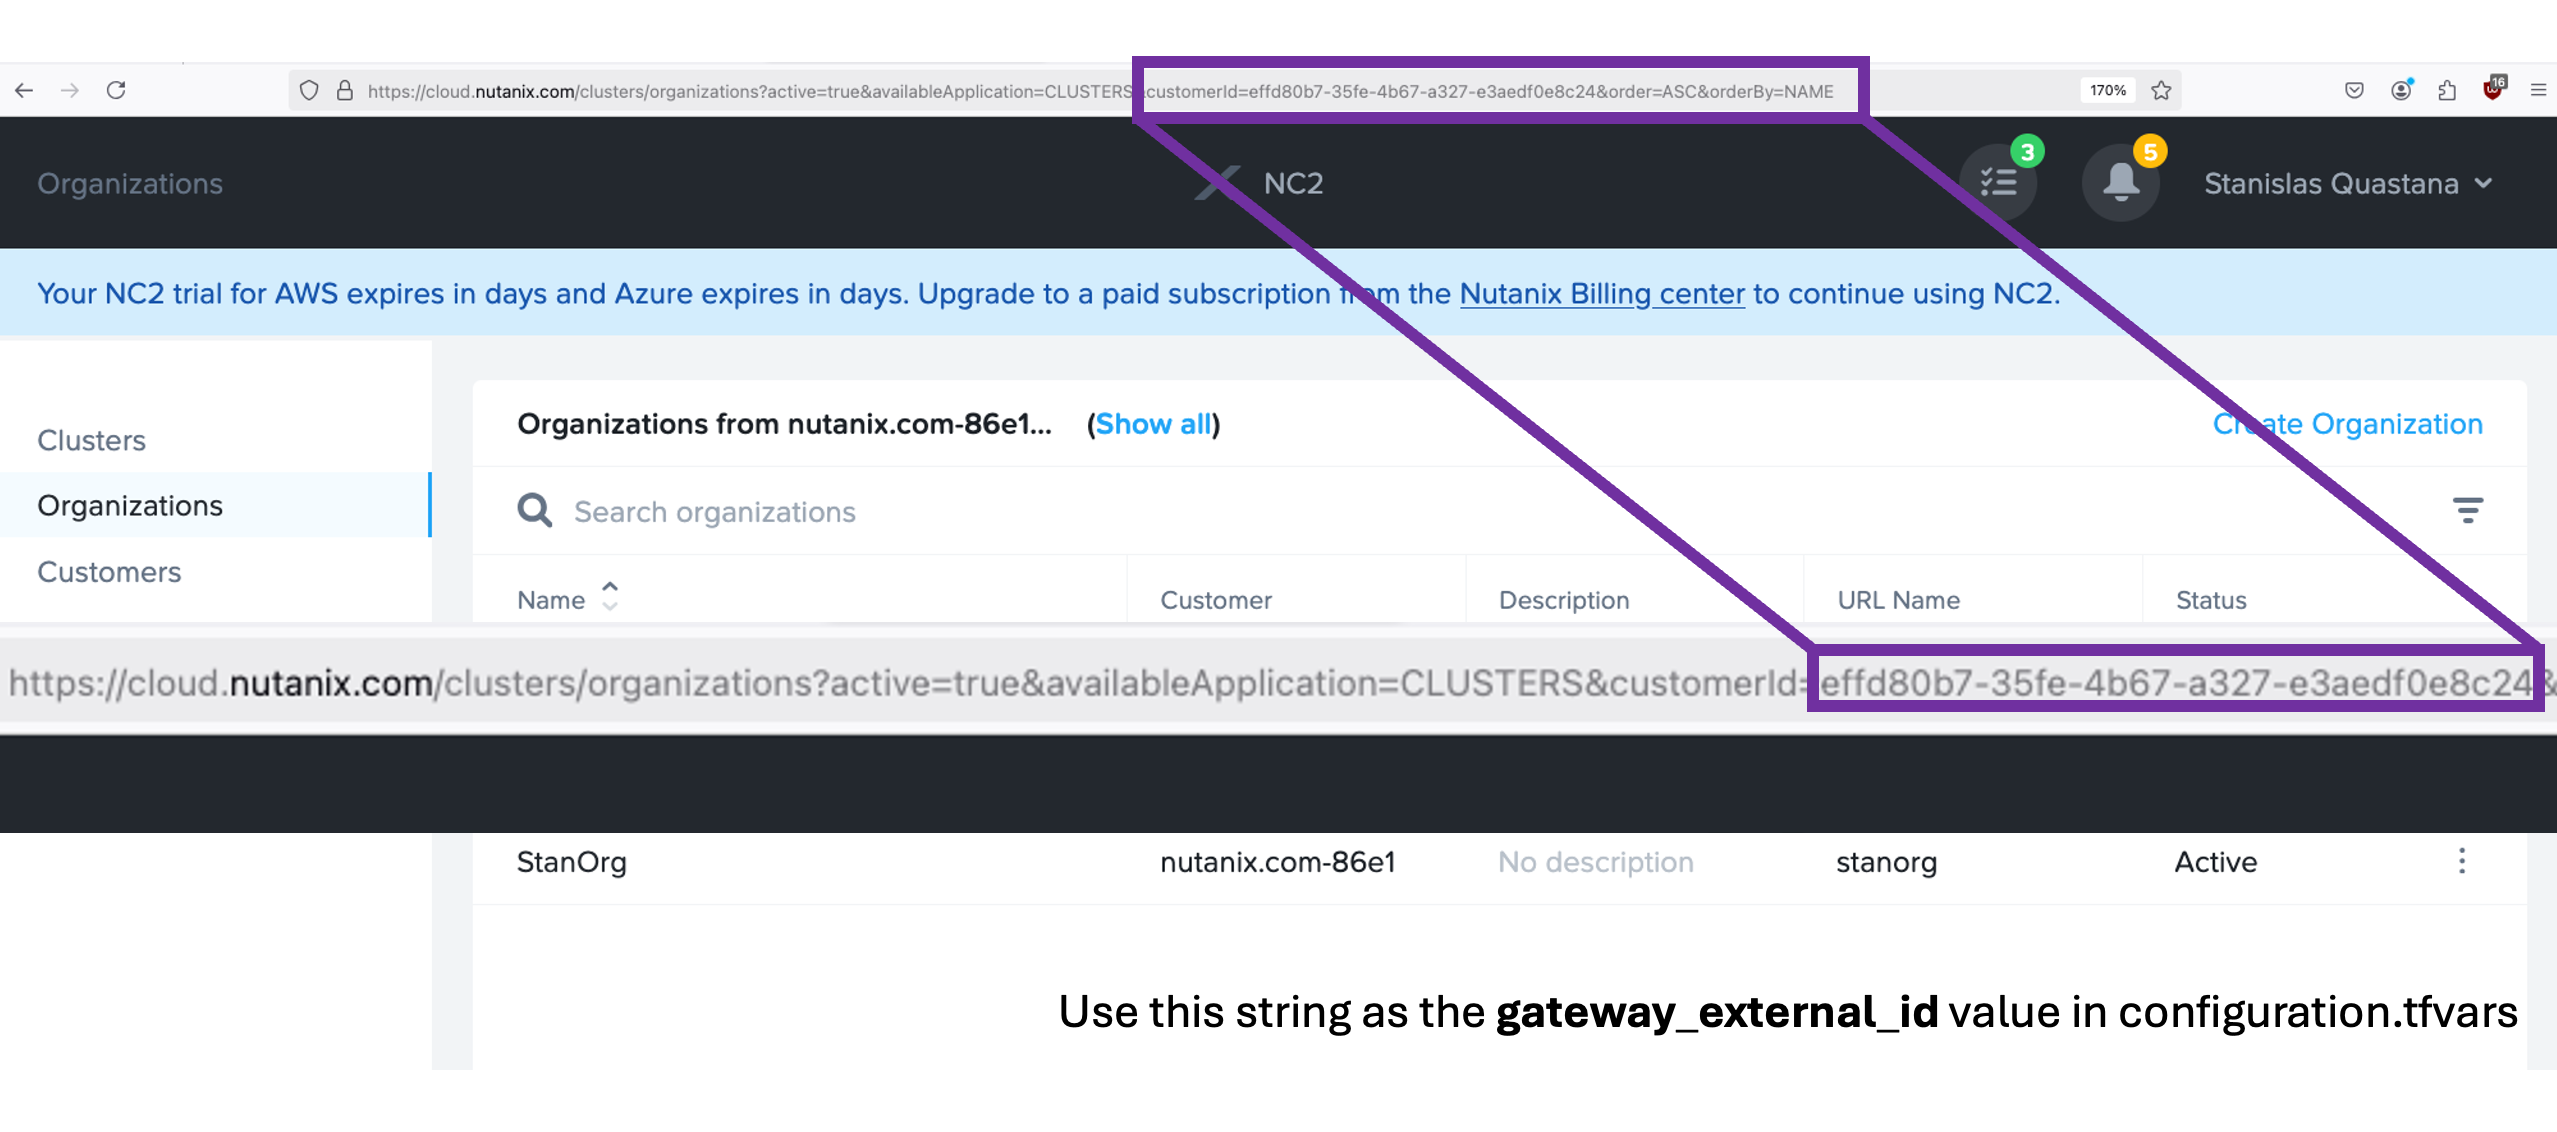 https://cloud.nutanix.com/clusters/organizations?active=true&availableApplication=CLUSTERS&customerId=effd80b7-35fe-4b67-a327-e3aedf0e8c24&order=ASC&orderBy=NAME
170%
16
Organizations
NC2
3
5
Stanislas Quastana
Your NC2 trial for AWS expires in days and Azure expires in days. Upgrade to a paid subscription from the Nutanix Billing center to continue using NC2.
Clusters
Organizations
Customers
Organizations from nutanix.com-86e1... (Show all)
Create Organization
Search organizations
Name Customer Description URL Name Status
https://cloud.nutanix.com/clusters/organizations?active=true&availableApplication=CLUSTERS&customerId=effd80b7-35fe-4b67-a327-e3aedf0e8c24&
StanOrg nutanix.com-86e1 No description stanorg Active
Use this string as the gateway_external_id value in configuration.tfvars